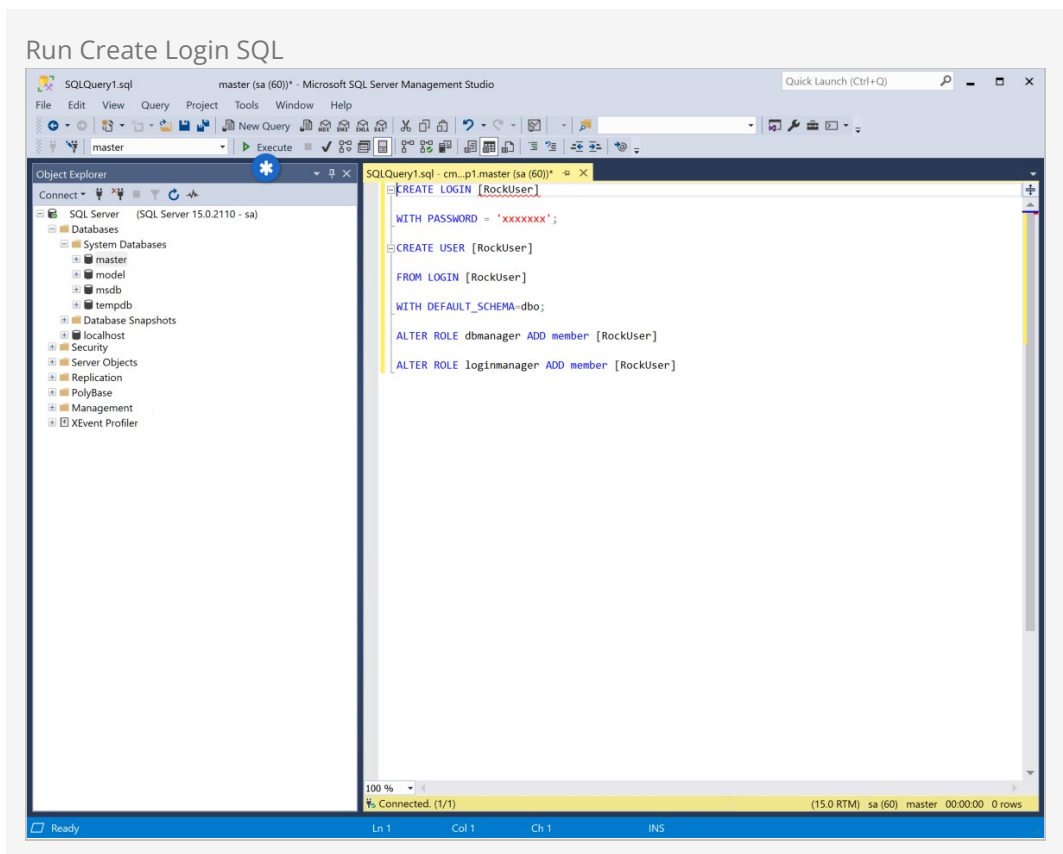 Run Create Login SQL
SQLQuery1.sql master (sa (60))* - Microsoft SQL Server Management Studio
Quick Launch (Ctrl+Q)
File Edit View Query Project Tools Window Help
New Query
master Execute
Object Explorer
SQLQuery1.sql - cm...p1.master (sa (60))*
Connect
SQL Server (SQL Server 15.0.2110 - sa)
Databases
System Databases
master
model
msdb
tempdb
Database Snapshots
localhost
Security
Server Objects
Replication
PolyBase
Management
XEvent Profiler
CREATE LOGIN [RockUser]
WITH PASSWORD = 'xxxxxxx';
CREATE USER [RockUser]
FROM LOGIN [RockUser]
WITH DEFAULT_SCHEMA=dbo;
ALTER ROLE dbmanager ADD member [RockUser]
ALTER ROLE loginmanager ADD member [RockUser]
100 %
Connected. (1/1) (15.0 RTM) sa (60) master 00:00:00 0 rows
Ready Ln 1 Col 1 Ch 1 INS